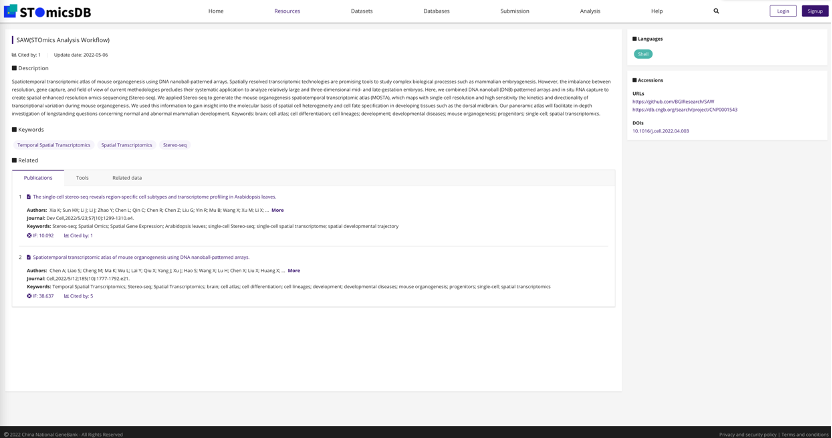 STOmicsDB
Home Resources Datasets Databases Submission Analysis Help Login Signup
SAW(STOmics Analysis Workflow)
Cited by: 1 Update date: 2022-05-06
Description
Spatiotemporal transcriptomic atlas of mouse organogenesis using DNA nanoball-patterned arrays. Spatially resolved transcriptomic technologies are promising tools to study complex biological processes such as mammalian embryogenesis. However, the imbalance between
resolution, gene capture, and field of view of current methodologies precludes their systematic application to analyze relatively large and three-dimensional mid- and late-gestation embryos. Here, we combined DNA nanoball (DNB)-patterned arrays and in situ RNA capture to
create spatial enhanced resolution omics-sequencing (Stereo-seq). We applied Stereo-seq to generate the mouse organogenesis spatiotemporal transcriptomic atlas (MOSTA), which maps with single-cell resolution and high sensitivity the kinetics and directionality of
transcriptional variation during mouse organogenesis. We used this information to gain insight into the molecular basis of spatial cell heterogeneity and cell fate specification in developing tissues such as the dorsal midbrain. Our panoramic atlas will facilitate in-depth
investigation of longstanding questions concerning normal and abnormal mammalian development. Keywords: brain; cell atlas; cell differentiation; cell lineages; development; developmental diseases; mouse organogenesis; progenitors; single-cell; spatial transcriptomics.
Keywords
Temporal Spatial Transcriptomics Spatial Transcriptomics Stereo-seq
Related
Publications Tools Related data
1 The single-cell stereo-seq reveals region-specific cell subtypes and transcriptome profiling in Arabidopsis leaves.
Authors: Xia K; Sun HX; Li J; Li J; Zhao Y; Chen L; Qin C; Chen R; Chen Z; Liu G; Yin R; Mu B; Wang X; Xu M; Li X; ... More
Journal: Dev Cell,2022/5/23;57(10):1299-1310.e4.
Keywords: Stereo-seq; Spatial Omics; Spatial Gene Expression; Arabidopsis leaves; single-cell Stereo-seq; single-cell spatial transcriptome; spatial developmental trajectory
IF: 10.092 Cited by: 1
2 Spatiotemporal transcriptomic atlas of mouse organogenesis using DNA nanoball-patterned arrays.
Authors: Chen A; Liao S; Cheng M; Ma K; Wu L; Lai Y; Qiu X; Yang J; Xu J; Hao S; Wang X; Lu H; Chen X; Liu X; Huang X; ... More
Journal: Cell,2022/5/12;185(10):1777-1792.e21.
Keywords: Temporal Spatial Transcriptomics; Stereo-seq; Spatial Transcriptomics; brain; cell atlas; cell differentiation; cell lineages; development; developmental diseases; mouse organogenesis; progenitors; single-cell; spatial transcriptomics
IF: 38.637 Cited by: 5
Languages
Shell
Accessions
URLs
https://github.com/BGIResearch/SAW
https://db.cngb.org/search/project/CNP0001543
DOIs
10.1016/j.cell.2022.04.003
© 2022 China National GeneBank - All Rights Reserved Privacy and security policy | Terms and conditions